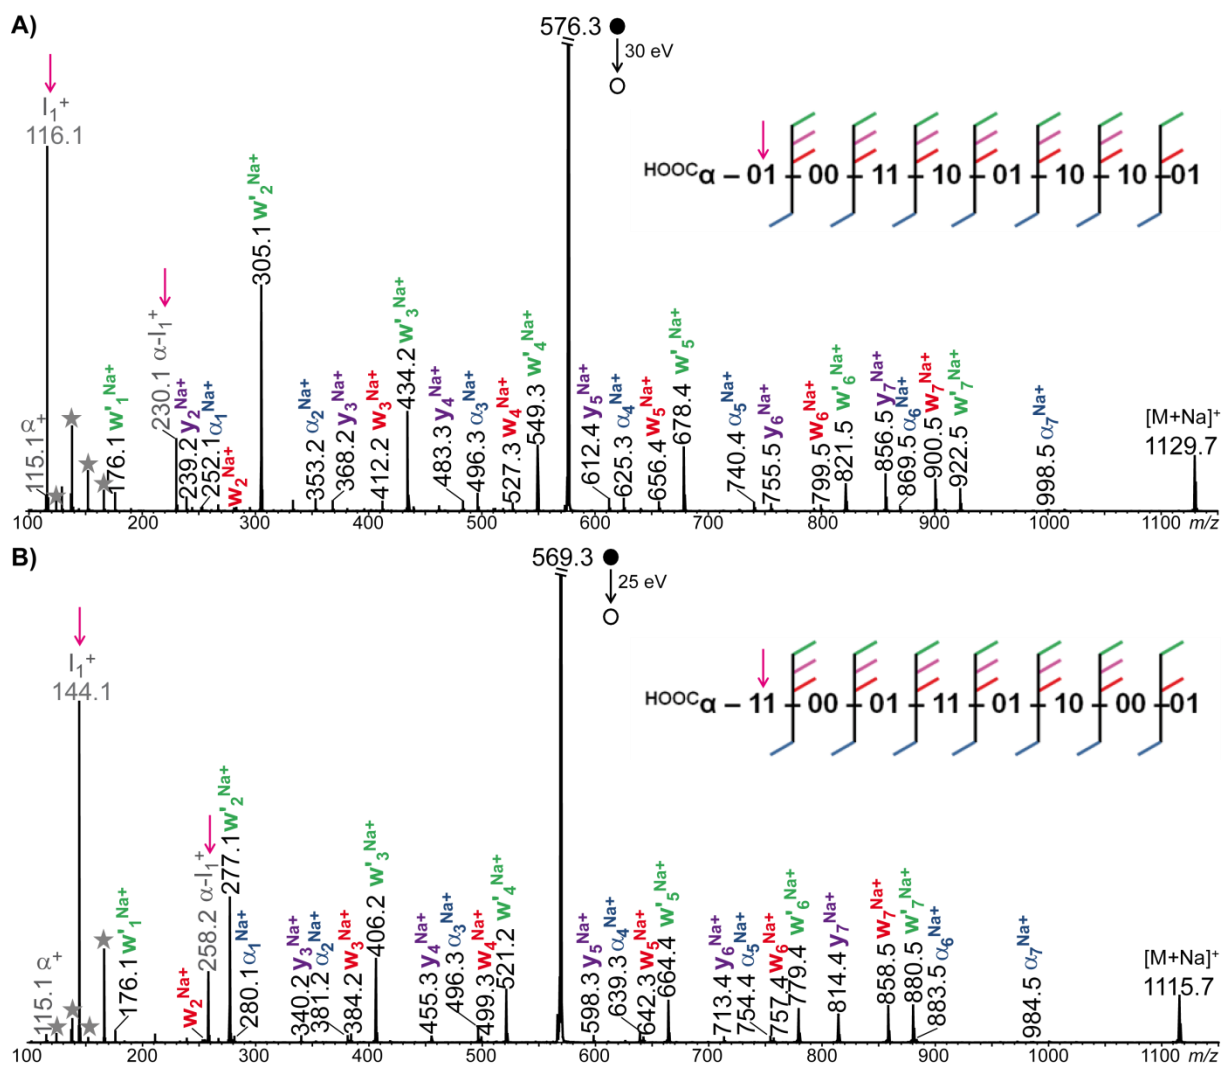 A)
576.3
30 eV
I₁⁺
116.1
HOOCα – 01 – 00 – 11 – 10 – 01 – 10 – 10 – 01
115.1 α⁺
176.1 w'₁Na+
230.1 α-I₁⁺
239.2 y₂Na+
252.1 α₁Na+
w₂Na+
305.1 w'₂Na+
353.2 α₂Na+
368.2 y₃Na+
412.2 w₃Na+
434.2 w'₃Na+
483.3 y₄Na+
496.3 α₃Na+
527.3 w₄Na+
549.3 w'₄Na+
612.4 y₅Na+
625.3 α₄Na+
656.4 w₅Na+
678.4 w'₅Na+
740.4 α₅Na+
755.5 y₆Na+
799.5 w₆Na+
821.5 w'₆Na+
856.5 y₇Na+
869.5 α₆Na+
900.5 w₇Na+
922.5 w'₇Na+
998.5 α₇Na+
[M+Na]⁺
1129.7
100 200 300 400 500 600 700 800 900 1000 1100 m/z
B)
569.3
25 eV
I₁⁺
144.1
HOOCα – 11 – 00 – 01 – 11 – 01 – 10 – 00 – 01
115.1 α⁺
176.1 w'₁Na+
w₂Na+
258.2 α-I₁⁺
277.1 w'₂Na+
280.1 α₁Na+
340.2 y₃Na+
381.2 α₂Na+
384.2 w₃Na+
406.2 w'₃Na+
455.3 y₄Na+
496.3 α₃Na+
499.3 w₄Na+
521.2 w'₄Na+
598.3 y₅Na+
639.3 α₄Na+
642.3 w₅Na+
664.4 w'₅Na+
713.4 y₆Na+
754.4 α₅Na+
757.4 w₆Na+
779.4 w'₆Na+
814.4 y₇Na+
858.5 w₇Na+
880.5 w'₇Na+
883.5 α₆Na+
984.5 α₇Na+
[M+Na]⁺
1115.7
100 200 300 400 500 600 700 800 900 1000 1100 m/z